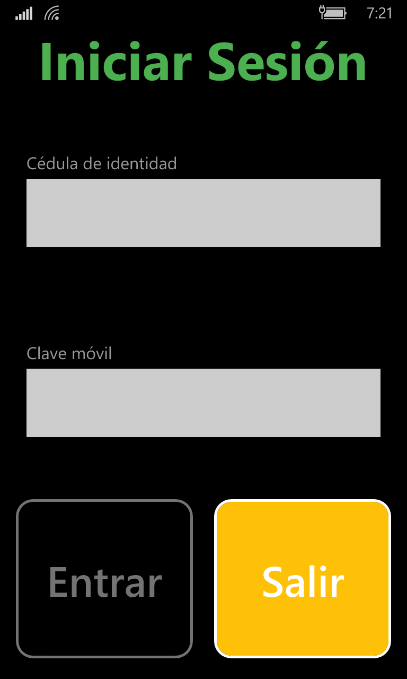 7:21
Iniciar Sesión
Cédula de identidad
Clave móvil
Entrar
Salir